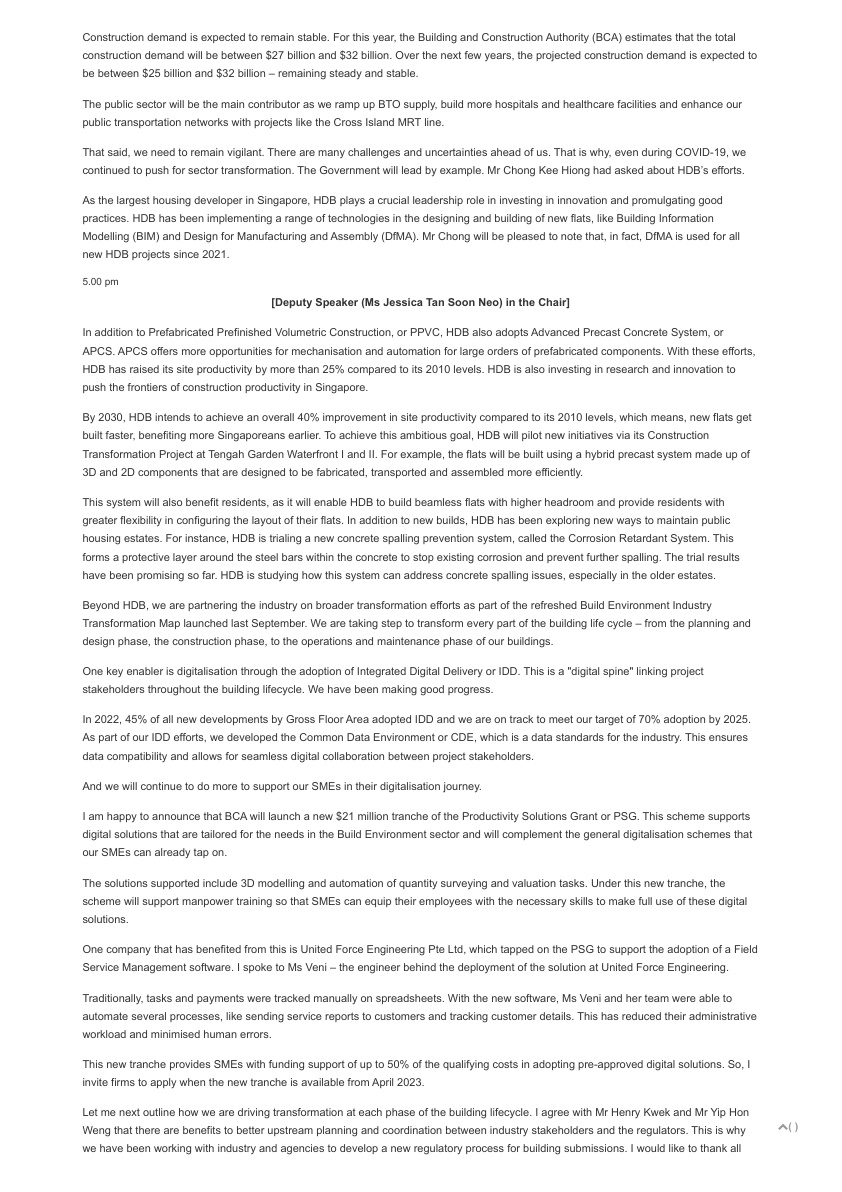 Construction demand is expected to remain stable. For this year, the Building and Construction Authority (BCA) estimates that the total
construction demand will be between $27 billion and $32 billion. Over the next few years, the projected construction demand is expected to
be between $25 billion and $32 billion – remaining steady and stable.
The public sector will be the main contributor as we ramp up BTO supply, build more hospitals and healthcare facilities and enhance our
public transportation networks with projects like the Cross Island MRT line.
That said, we need to remain vigilant. There are many challenges and uncertainties ahead of us. That is why, even during COVID-19, we
continued to push for sector transformation. The Government will lead by example. Mr Chong Kee Hiong had asked about HDB's efforts.
As the largest housing developer in Singapore, HDB plays a crucial leadership role in investing in innovation and promulgating good
practices. HDB has been implementing a range of technologies in the designing and building of new flats, like Building Information
Modelling (BIM) and Design for Manufacturing and Assembly (DfMA). Mr Chong will be pleased to note that, in fact, DfMA is used for all
new HDB projects since 2021.
5.00 pm
[Deputy Speaker (Ms Jessica Tan Soon Neo) in the Chair]
In addition to Prefabricated Prefinished Volumetric Construction, or PPVC, HDB also adopts Advanced Precast Concrete System, or
APCS. APCS offers more opportunities for mechanisation and automation for large orders of prefabricated components. With these efforts,
HDB has raised its site productivity by more than 25% compared to its 2010 levels. HDB is also investing in research and innovation to
push the frontiers of construction productivity in Singapore.
By 2030, HDB intends to achieve an overall 40% improvement in site productivity compared to its 2010 levels, which means, new flats get
built faster, benefiting more Singaporeans earlier. To achieve this ambitious goal, HDB will pilot new initiatives via its Construction
Transformation Project at Tengah Garden Waterfront I and II. For example, the flats will be built using a hybrid precast system made up of
3D and 2D components that are designed to be fabricated, transported and assembled more efficiently.
This system will also benefit residents, as it will enable HDB to build beamless flats with higher headroom and provide residents with
greater flexibility in configuring the layout of their flats. In addition to new builds, HDB has been exploring new ways to maintain public
housing estates. For instance, HDB is trialing a new concrete spalling prevention system, called the Corrosion Retardant System. This
forms a protective layer around the steel bars within the concrete to stop existing corrosion and prevent further spalling. The trial results
have been promising so far. HDB is studying how this system can address concrete spalling issues, especially in the older estates.
Beyond HDB, we are partnering the industry on broader transformation efforts as part of the refreshed Build Environment Industry
Transformation Map launched last September. We are taking step to transform every part of the building life cycle – from the planning and
design phase, the construction phase, to the operations and maintenance phase of our buildings.
One key enabler is digitalisation through the adoption of Integrated Digital Delivery or IDD. This is a "digital spine" linking project
stakeholders throughout the building lifecycle. We have been making good progress.
In 2022, 45% of all new developments by Gross Floor Area adopted IDD and we are on track to meet our target of 70% adoption by 2025.
As part of our IDD efforts, we developed the Common Data Environment or CDE, which is a data standards for the industry. This ensures
data compatibility and allows for seamless digital collaboration between project stakeholders.
And we will continue to do more to support our SMEs in their digitalisation journey.
I am happy to announce that BCA will launch a new $21 million tranche of the Productivity Solutions Grant or PSG. This scheme supports
digital solutions that are tailored for the needs in the Build Environment sector and will complement the general digitalisation schemes that
our SMEs can already tap on.
The solutions supported include 3D modelling and automation of quantity surveying and valuation tasks. Under this new tranche, the
scheme will support manpower training so that SMEs can equip their employees with the necessary skills to make full use of these digital
solutions.
One company that has benefited from this is United Force Engineering Pte Ltd, which tapped on the PSG to support the adoption of a Field
Service Management software. I spoke to Ms Veni – the engineer behind the deployment of the solution at United Force Engineering.
Traditionally, tasks and payments were tracked manually on spreadsheets. With the new software, Ms Veni and her team were able to
automate several processes, like sending service reports to customers and tracking customer details. This has reduced their administrative
workload and minimised human errors.
This new tranche provides SMEs with funding support of up to 50% of the qualifying costs in adopting pre-approved digital solutions. So, I
invite firms to apply when the new tranche is available from April 2023.
Let me next outline how we are driving transformation at each phase of the building lifecycle. I agree with Mr Henry Kwek and Mr Yip Hon
Weng that there are benefits to better upstream planning and coordination between industry stakeholders and the regulators. This is why
we have been working with industry and agencies to develop a new regulatory process for building submissions. I would like to thank all
( )